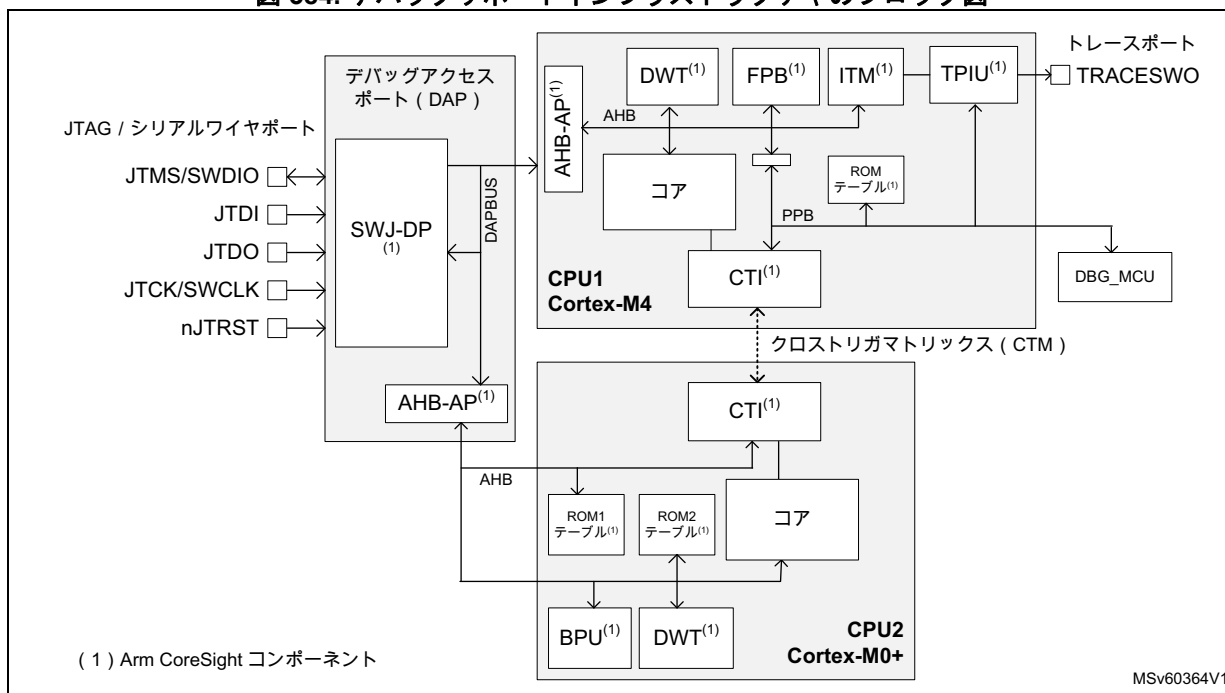 デバッグアクセス
ポート（DAP）
JTAG / シリアルワイヤポート
JTMS/SWDIO
JTDI
JTDO
JTCK/SWCLK
nJTRST
SWJ-DP
(1)
DAPBUS
AHB-AP(1)
AHB-AP(1)
AHB
DWT(1)
FPB(1)
ITM(1)
TPIU(1)
トレースポート
TRACESWO
コア
ROM
テーブル(1)
PPB
CTI(1)
CPU1
Cortex-M4
DBG_MCU
クロストリガマトリックス（CTM）
CTI(1)
AHB
ROM1
テーブル(1)
ROM2
テーブル(1)
コア
BPU(1)
DWT(1)
CPU2
Cortex-M0+
（1）Arm CoreSight コンポーネント
MSv60364V1